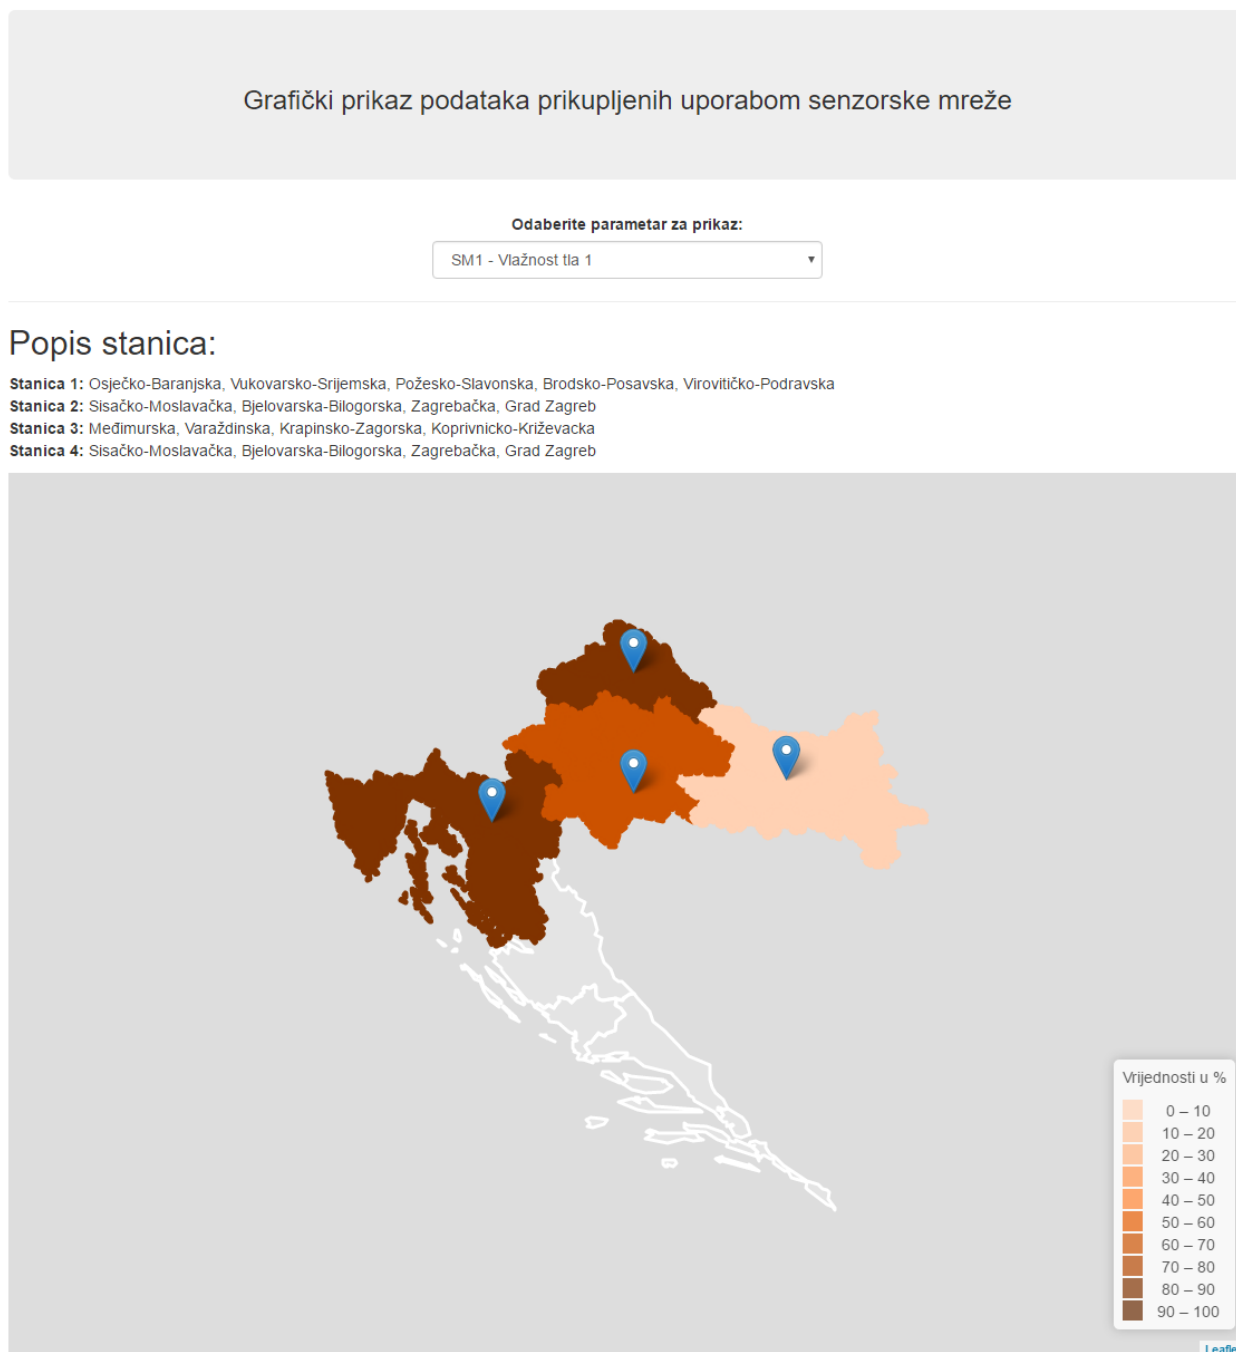 Grafički prikaz podataka prikupljenih uporabom senzorske mreže
Odaberite parametar za prikaz:
SM1 - Vlažnost tla 1
Popis stanica:
Stanica 1: Osječko-Baranjska, Vukovarsko-Srijemska, Požesko-Slavonska, Brodsko-Posavska, Virovitičko-Podravska
Stanica 2: Sisačko-Moslavačka, Bjelovarska-Bilogorska, Zagrebačka, Grad Zagreb
Stanica 3: Međimurska, Varaždinska, Krapinsko-Zagorska, Koprivnicko-Križevacka
Stanica 4: Sisačko-Moslavačka, Bjelovarska-Bilogorska, Zagrebačka, Grad Zagreb
Vrijednosti u %
0 – 10
10 – 20
20 – 30
30 – 40
40 – 50
50 – 60
60 – 70
70 – 80
80 – 90
90 – 100
Leafle